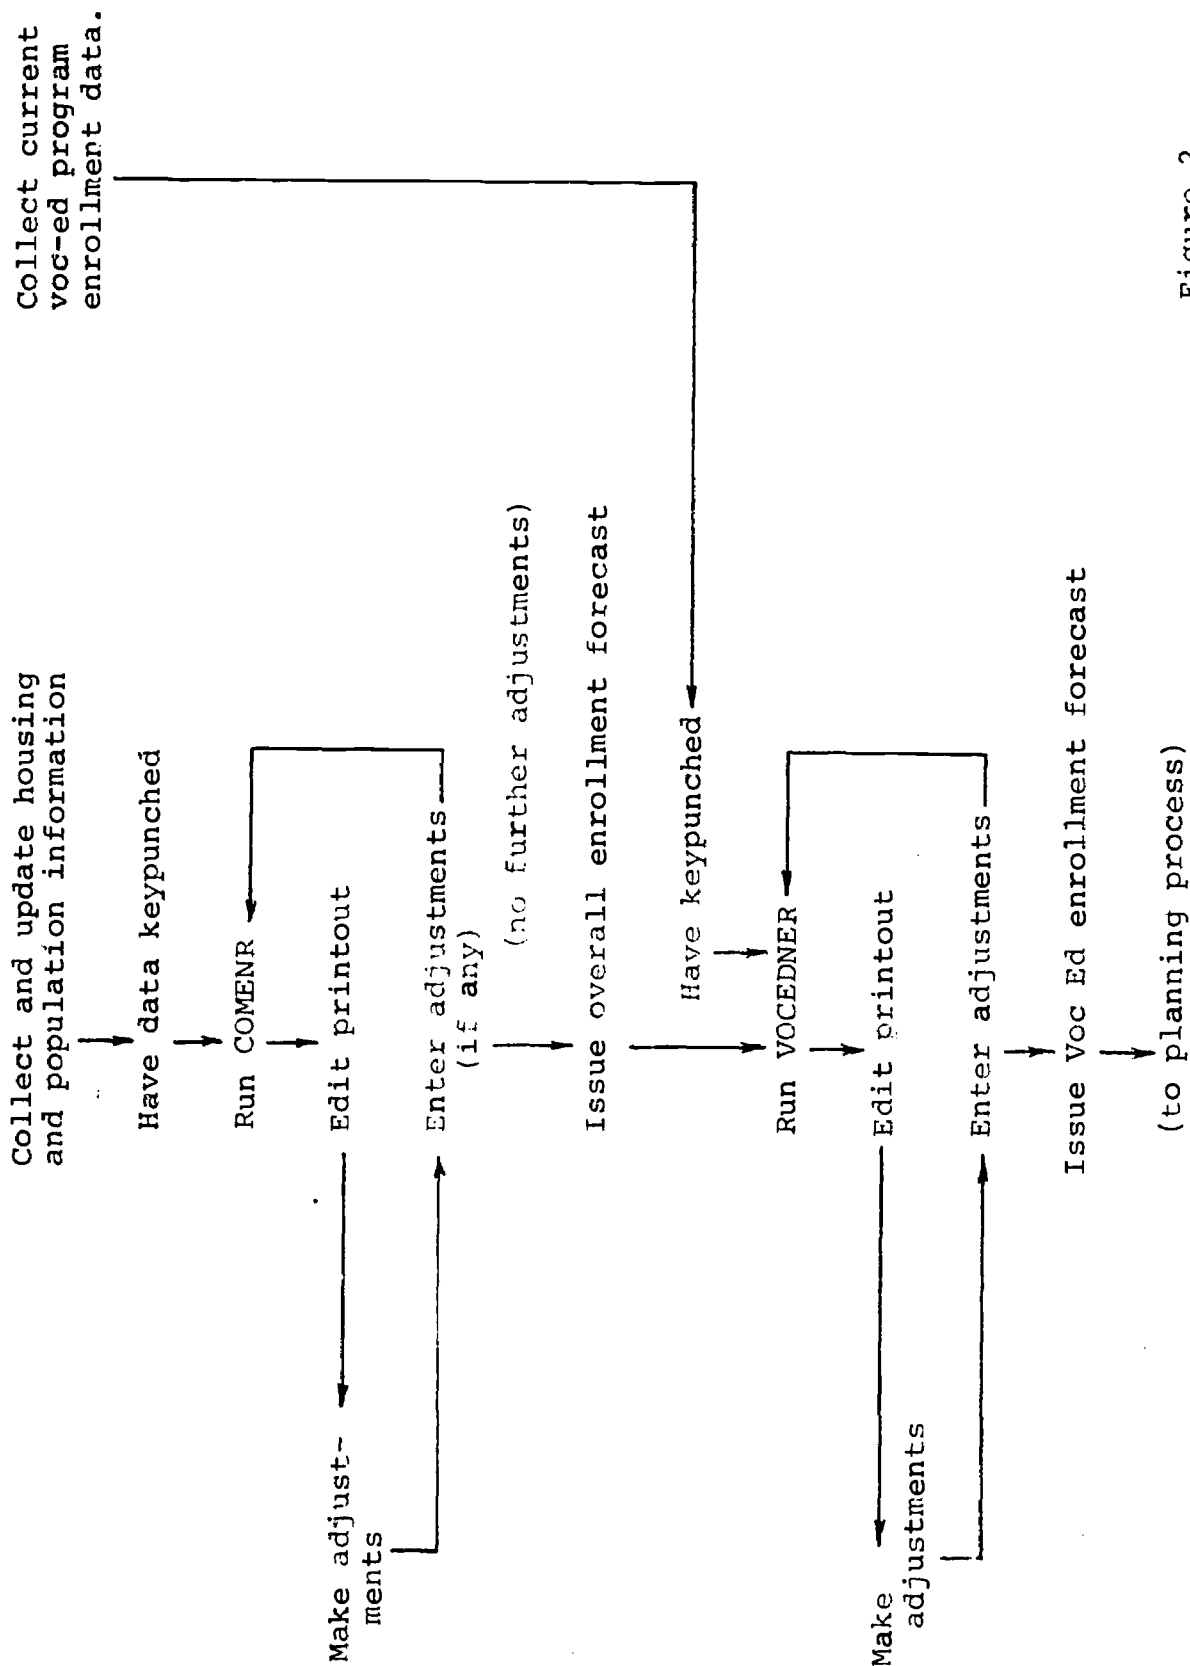 Collect and update housing
and population information
Collect current
voc-ed program
enrollment data.
Have data keypunched
Run COMENR
Edit printout
Make adjust-
ments
Enter adjustments
(if any)
(no further adjustments)
Issue overall enrollment forecast
Have keypunched
Run VOCEDNER
Edit printout
Make
adjustments
Enter adjustments
Issue Voc Ed enrollment forecast
(to planning process)
Figure